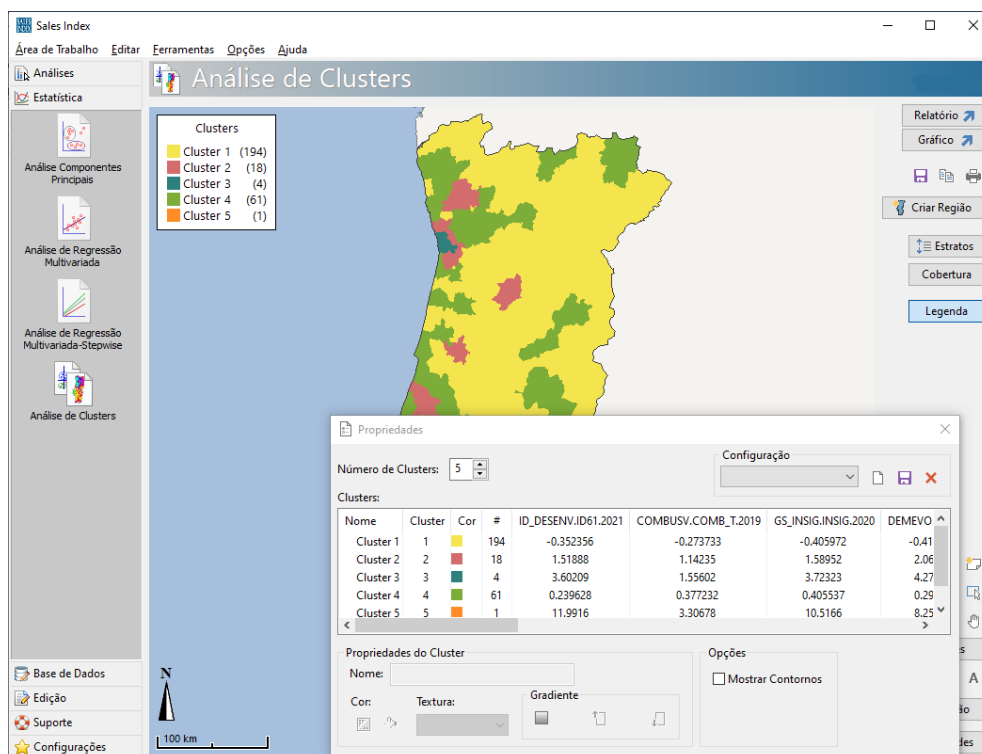 Sales Index
Área de Trabalho Editar Ferramentas Opções Ajuda
Análises
Estatística
Análise Componentes
Principais
Análise de Regressão
Multivariada
Análise de Regressão
Multivariada-Stepwise
Análise de Clusters
Base de Dados
Edição
Suporte
Configurações
Análise de Clusters
Clusters
Cluster 1 (194)
Cluster 2 (18)
Cluster 3 (4)
Cluster 4 (61)
Cluster 5 (1)
N
100 km
Relatório
Gráfico
Criar Região
Estratos
Cobertura
Legenda
Propriedades
Número de Clusters: 5
Configuração
Clusters:
Nome Cluster Cor # ID_DESENV.ID61.2021 COMBUSV.COMB_T.2019 GS_INSIG.INSIG.2020 DEMEVO
Cluster 1 1 194 -0.352356 -0.273733 -0.405972 -0.41
Cluster 2 2 18 1.51888 1.14235 1.58952 2.06
Cluster 3 3 4 3.60209 1.55602 3.72323 4.27
Cluster 4 4 61 0.239628 0.377232 0.405537 0.29
Cluster 5 5 1 11.9916 3.30678 10.5166 8.25
Propriedades do Cluster
Nome:
Cor: Textura:
Gradiente
Opções
Mostrar Contornos
s
A
ão
des